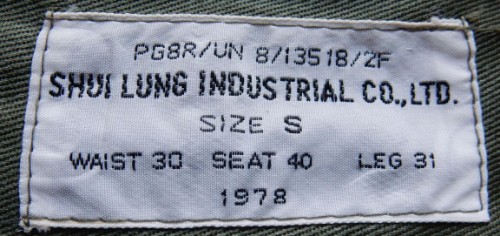 PG8R/UN 8/13518/2F
SHUI LUNG INDUSTRIAL CO.,LTD.
SIZE S
WAIST 30 SEAT 40 LEG 31
1978